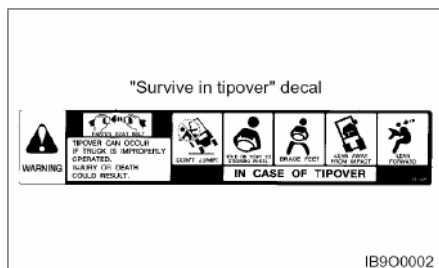 "Survive in tipover" decal
FASTEN SEAT BELT
TIPOVER CAN OCCUR
IF TRUCK IS IMPROPERLY
OPERATED.
INJURY OR DEATH
COULD RESULT.
WARNING
DON'T JUMP!
HOLD ON TIGHT TO
STEERING WHEEL
BRACE FEET
LEAN AWAY
FROM IMPACT
LEAN
FORWARD
IN CASE OF TIPOVER
IB9O0002